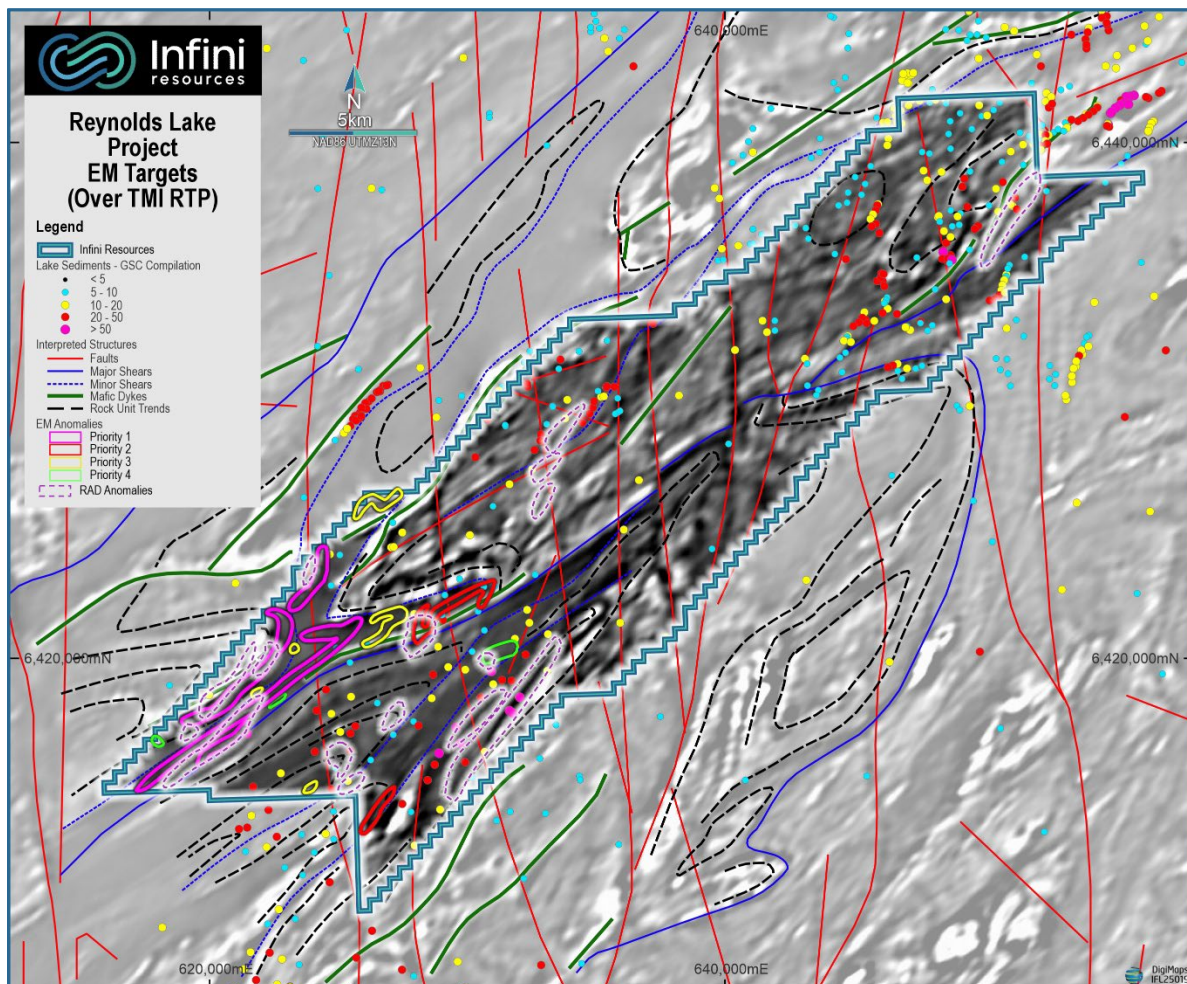 Infini
resources
Reynolds Lake
Project
EM Targets
(Over TMI RTP)
Legend
Infini Resources
Lake Sediments - GSC Compilation
< 5
5 - 10
10 - 20
20 - 50
> 50
Interpreted Structures
Faults
Major Shears
Minor Shears
Mafic Dykes
Rock Unit Trends
EM Anomalies
Priority 1
Priority 2
Priority 3
Priority 4
RAD Anomalies
N
5km
NAD86 UTMZ13N
640,000mE
6,440,000mN
6,420,000mN
6,420,000mN
620,000mE
640,000mE
DigiMaps
IFL25019